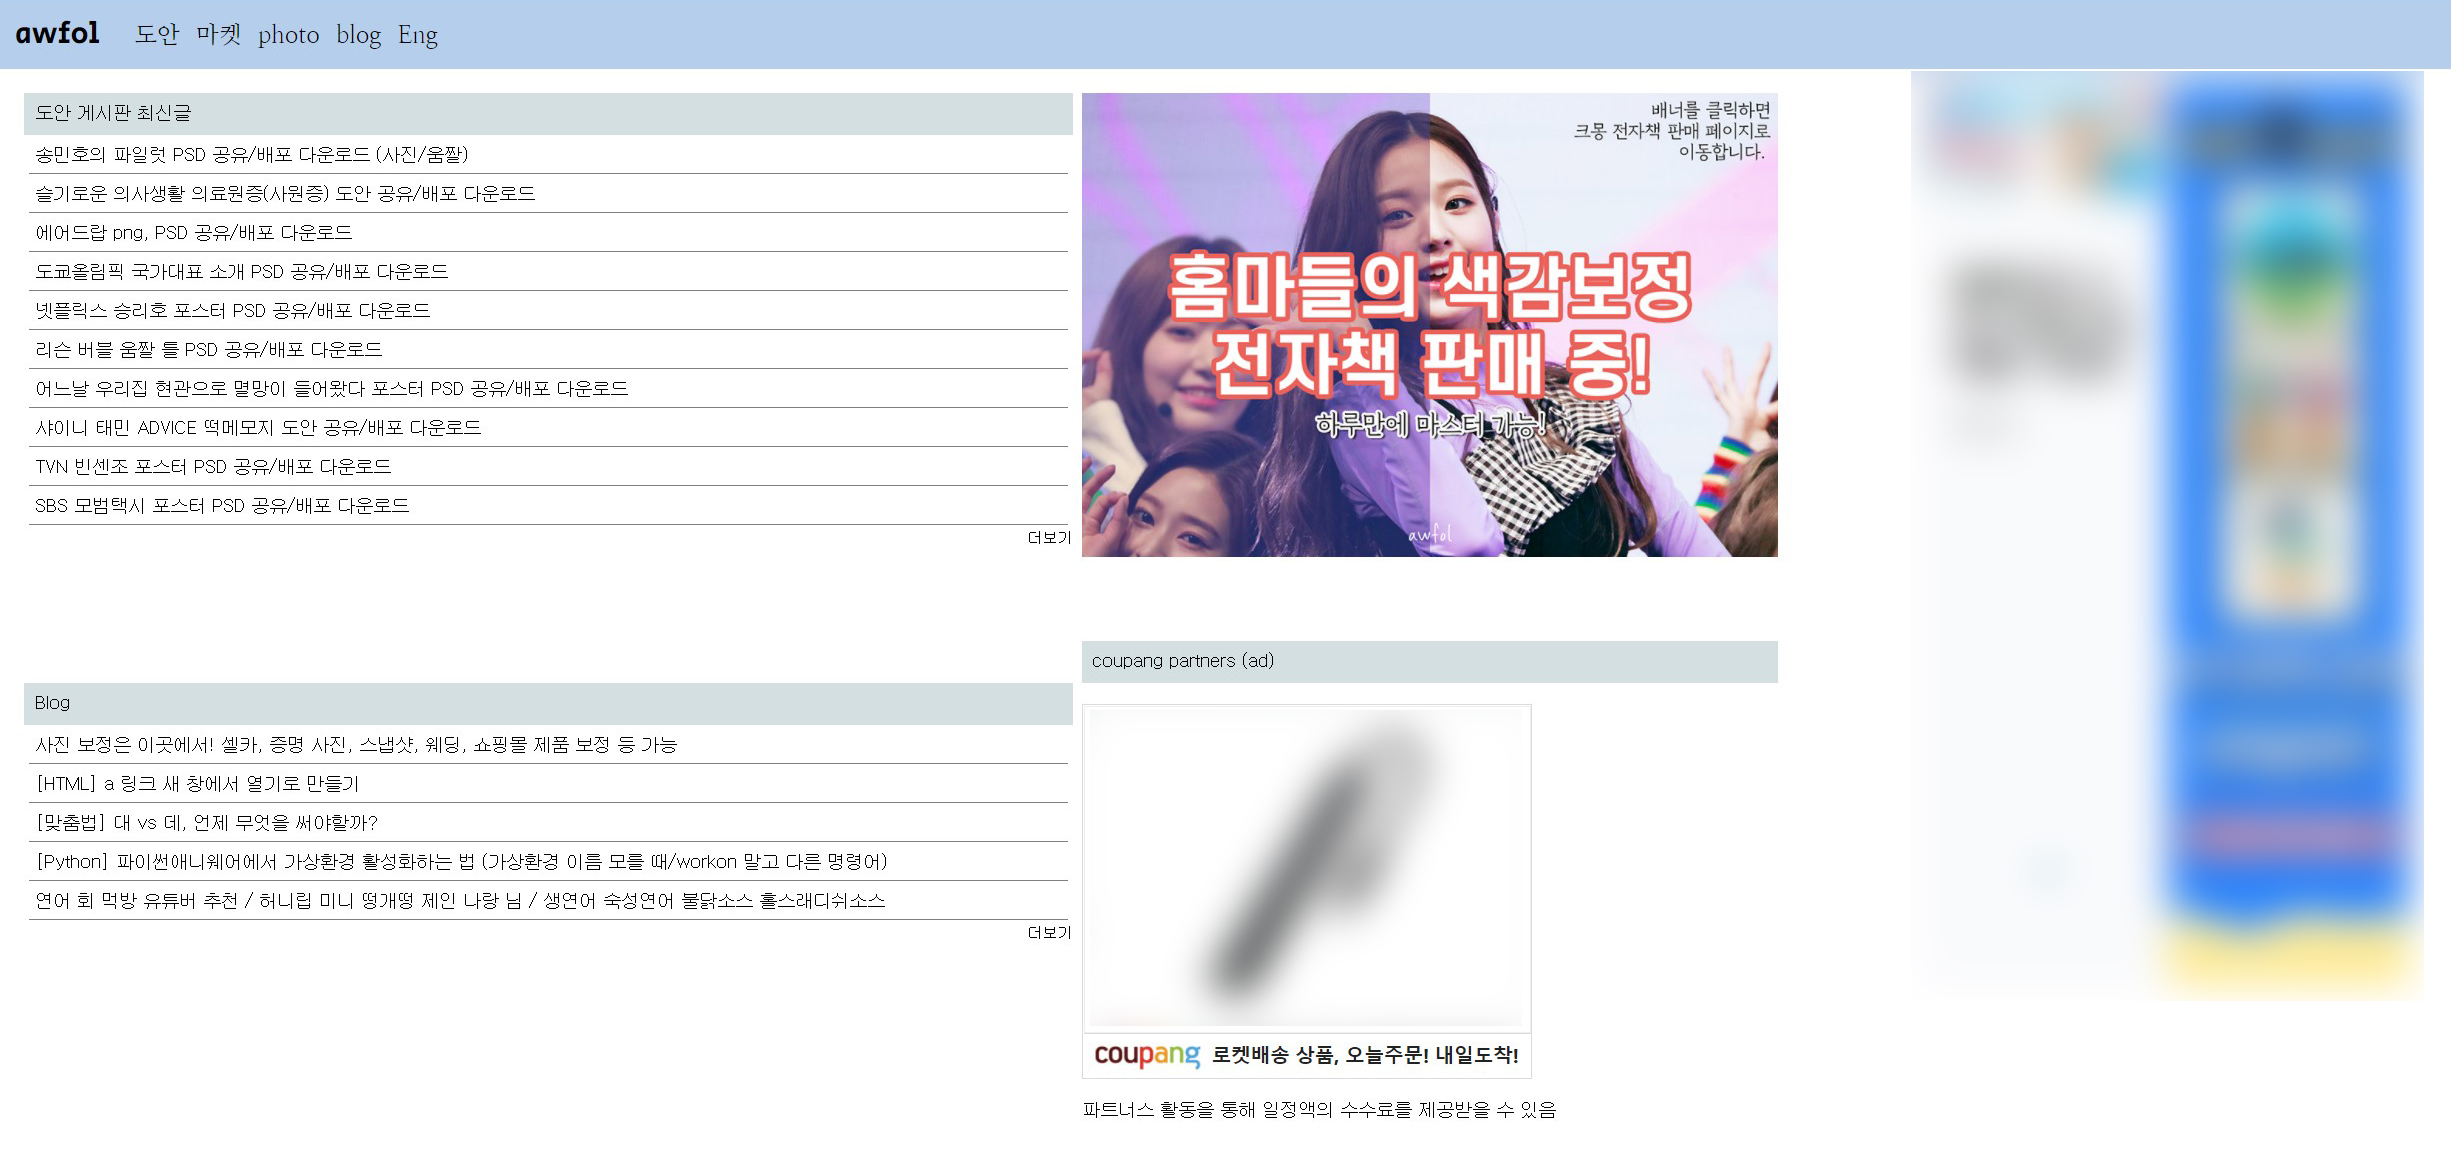 awfol 도안 마켓 photo blog Eng
도안 게시판 최신글
송민호의 파일럿 PSD 공유/배포 다운로드 (사진/움짤)
슬기로운 의사생활 의료원증(사원증) 도안 공유/배포 다운로드
에어드랍 png, PSD 공유/배포 다운로드
도쿄올림픽 국가대표 소개 PSD 공유/배포 다운로드
넷플릭스 승리호 포스터 PSD 공유/배포 다운로드
리슨 버블 움짤 틀 PSD 공유/배포 다운로드
어느날 우리집 현관으로 멸망이 들어왔다 포스터 PSD 공유/배포 다운로드
샤이니 태민 ADVICE 떡메모지 도안 공유/배포 다운로드
TVN 빈센조 포스터 PSD 공유/배포 다운로드
SBS 모범택시 포스터 PSD 공유/배포 다운로드
더보기
배너를 클릭하면
크몽 전자책 판매 페이지로
이동합니다.
홈마들의 색감보정
전자책 판매 중!
하루만에 마스터 가능!
awfol
Blog
사진 보정은 이곳에서! 셀카, 증명 사진, 스냅샷, 웨딩, 쇼핑몰 제품 보정 등 가능
[HTML] a 링크 새 창에서 열기로 만들기
[맞춤법] 대 vs 데, 언제 무엇을 써야할까?
[Python] 파이썬애니웨어에서 가상환경 활성화하는 법 (가상환경 이름 모를 때/workon 말고 다른 명령어)
연어 회 먹방 유튜버 추천 / 허니립 미니 떵개떵 제인 나랑 님 / 생연어 숙성연어 불닭소스 홀스래디쉬소스
더보기
coupang partners (ad)
coupang 로켓배송 상품, 오늘주문! 내일도착!
파트너스 활동을 통해 일정액의 수수료를 제공받을 수 있음